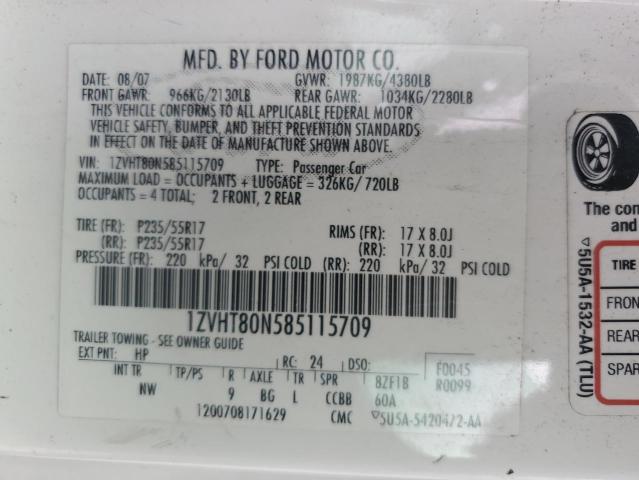 MFD. BY FORD MOTOR CO.
DATE: 08/07 GVWR: 1987KG/4380LB
FRONT GAWR: 966KG/2130LB REAR GAWR: 1034KG/2280LB
THIS VEHICLE CONFORMS TO ALL APPLICABLE FEDERAL MOTOR
VEHICLE SAFETY, BUMPER, AND THEFT PREVENTION STANDARDS
IN EFFECT ON THE DATE OF MANUFACTURE SHOWN ABOVE.
VIN: 1ZVHT80N585115709 TYPE: Passenger Car
MAXIMUM LOAD = OCCUPANTS + LUGGAGE = 326KG/720LB
OCCUPANTS = 4 TOTAL; 2 FRONT, 2 REAR
TIRE (FR): P235/55R17 RIMS (FR): 17 X 8.0J
(RR): P235/55R17 (RR): 17 X 8.0J
PRESSURE (FR): 220 kPa/ 32 PSI COLD (RR): 220 kPa/ 32 PSI COLD
1ZVHT80N585115709
TRAILER TOWING - SEE OWNER GUIDE
EXT PNT: HP RC: 24 DSO: F0045
INT TR TP/PS R AXLE TR SPR 8ZF1B R0099
NW 9 BG L CCBB 60A
1200708171629 CMC ▽5U5A-5420472-AA
The con
and
▽5U5A-1532-AA (TLU)
TIRE
FRON
REAR
SPAR